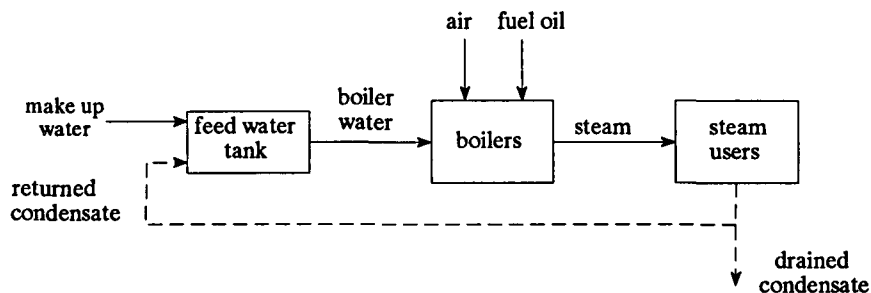 air
fuel oil
make up
water
feed water
tank
boiler
water
boilers
steam
steam
users
returned
condensate
drained
condensate